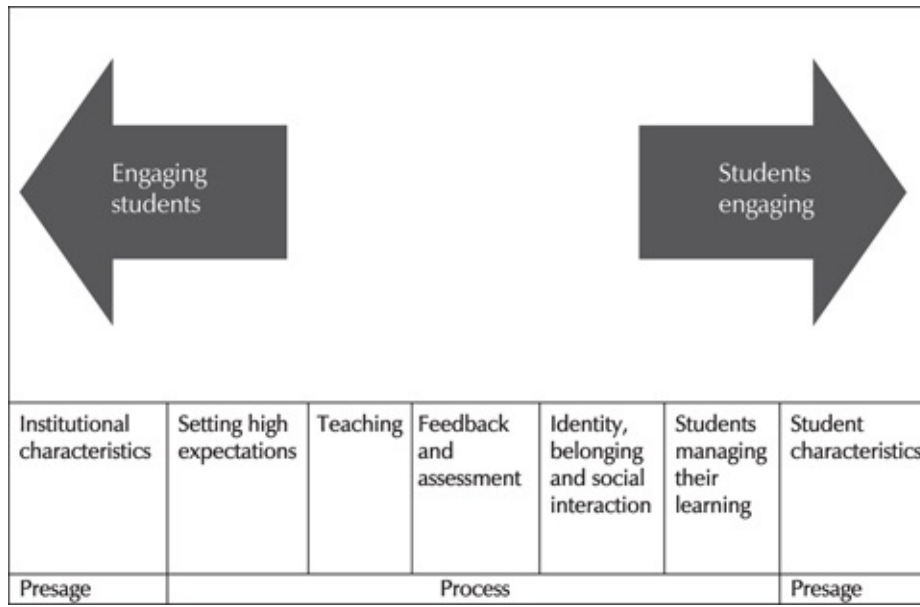 Engaging
students
Students
engaging
Institutional
characteristics
Setting high
expectations
Teaching
Feedback
and
assessment
Identity,
belonging
and social
interaction
Students
managing
their
learning
Student
characteristics
Presage
Process
Presage